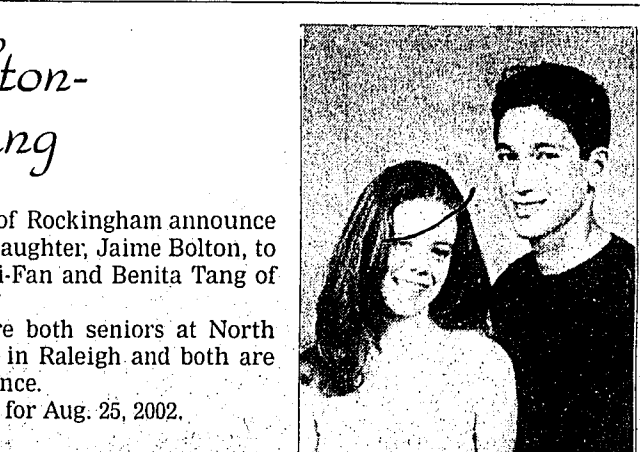 ton-
ng
of Rockingham announce
aughter, Jaime Bolton, to
i-Fan and Benita Tang of
re both seniors at North
in Raleigh and both are
nce.
for Aug. 25, 2002.